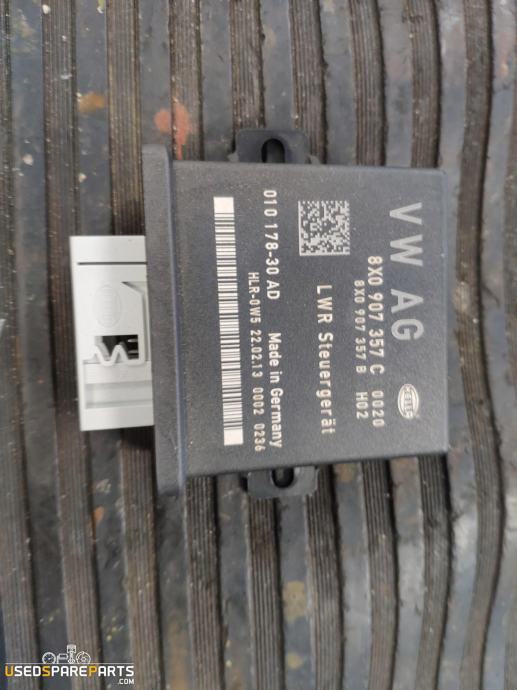 VW AG
8X0 907 357 C 0020
8X0 907 357 B H02
HELLA
LWR Steuergerät
010 178-30 AD Made in Germany
HLR-0W5 22.02.13 0002 0236
USEDSPAREPARTS
.COM